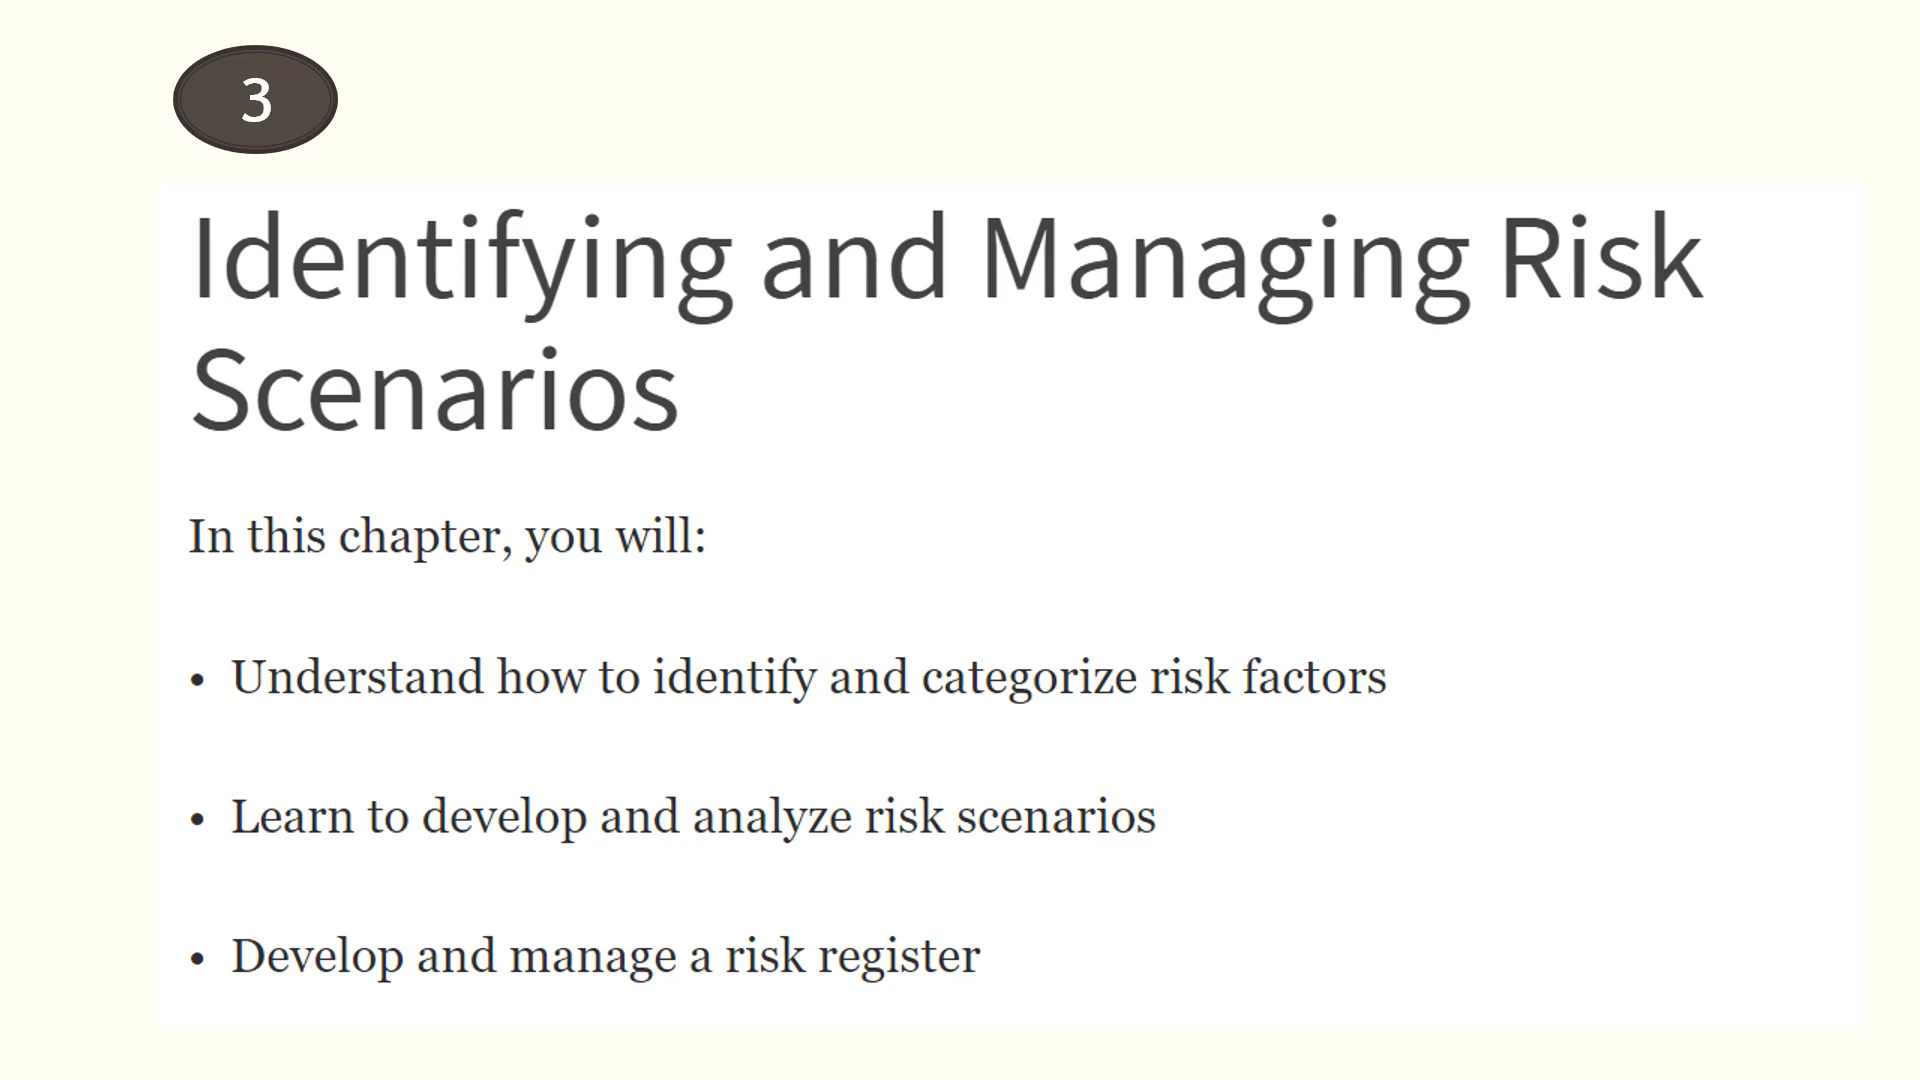 3
Identifying and Managing Risk
Scenarios
In this chapter, you will:
• Understand how to identify and categorize risk factors
• Learn to develop and analyze risk scenarios
• Develop and manage a risk register